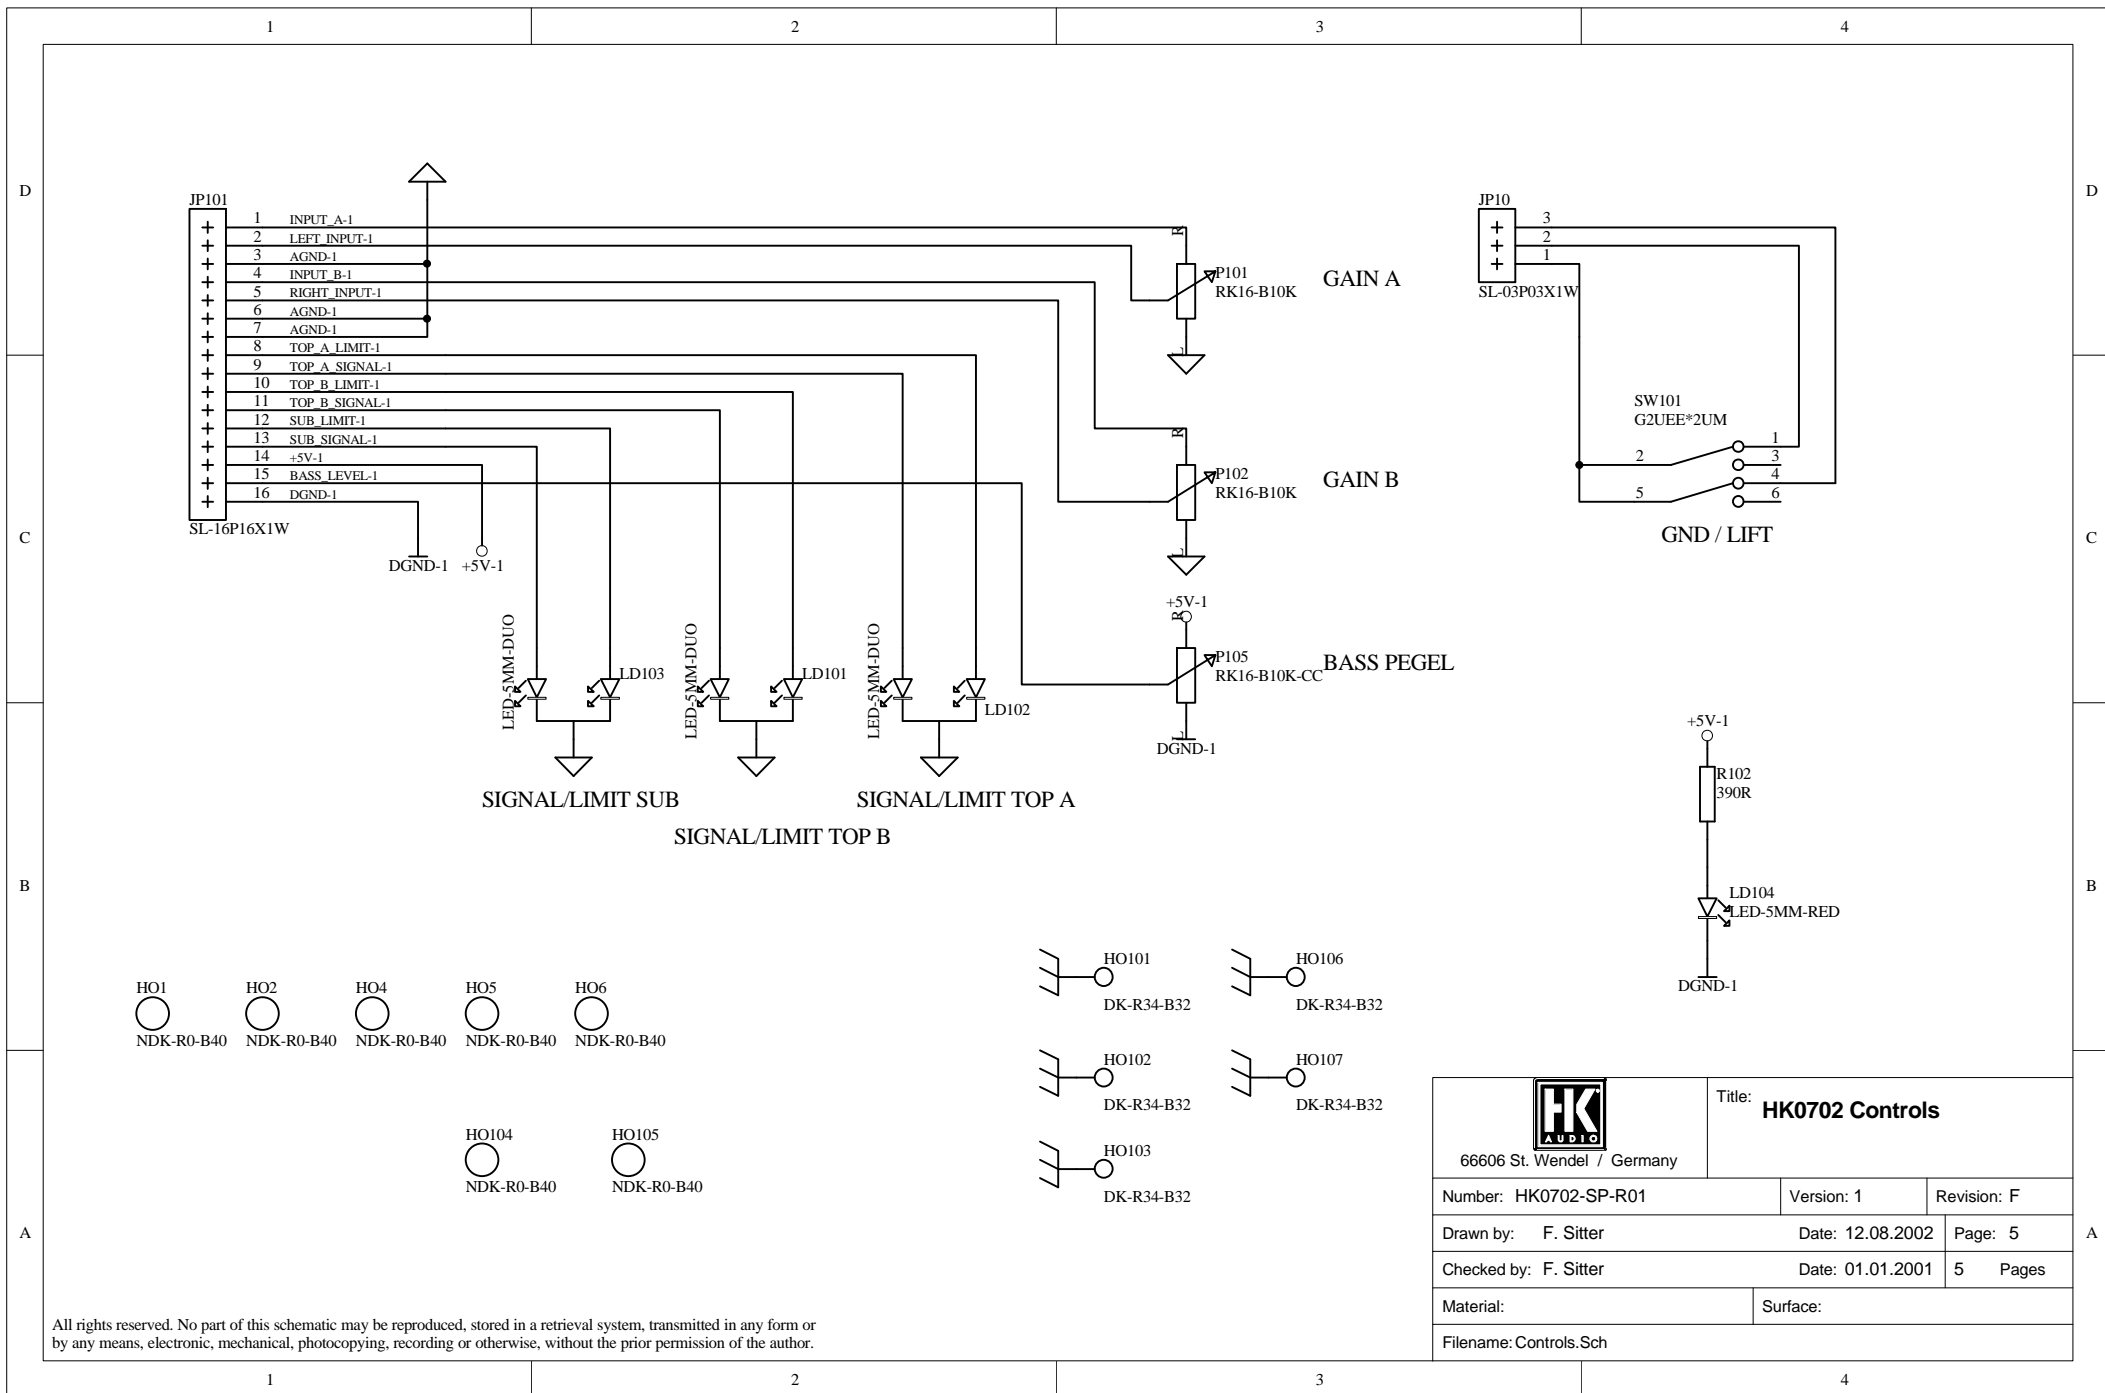 1 2 3 4
D D
JP101
1 INPUT_A-1
2 LEFT_INPUT-1
3 AGND-1
4 INPUT_B-1
5 RIGHT_INPUT-1
6 AGND-1
7 AGND-1
8 TOP_A_LIMIT-1
9 TOP_A_SIGNAL-1
10 TOP_B_LIMIT-1
11 TOP_B_SIGNAL-1
12 SUB_LIMIT-1
13 SUB_SIGNAL-1
14 +5V-1
15 BASS_LEVEL-1
16 DGND-1
SL-16P16X1W
DGND-1 +5V-1
R
P101
RK16-B10K
GAIN A
L
R
P102
RK16-B10K
GAIN B
L
+5V-1
R
P105
RK16-B10K-CC
BASS PEGEL
L
DGND-1
JP10
3
2
1
SL-03P03X1W
SW101
G2UEE*2UM
1
2
3
4
5
6
GND / LIFT
C C
LED-5MM-DUO
LD103
LED-5MM-DUO
LD101
LED-5MM-DUO
LD102
SIGNAL/LIMIT SUB
SIGNAL/LIMIT TOP A
SIGNAL/LIMIT TOP B
+5V-1
R102
390R
LD104
LED-5MM-RED
DGND-1
B B
HO1 HO2 HO4 HO5 HO6
NDK-R0-B40 NDK-R0-B40 NDK-R0-B40 NDK-R0-B40 NDK-R0-B40
HO104 HO105
NDK-R0-B40 NDK-R0-B40
HO101 HO106
DK-R34-B32 DK-R34-B32
HO102 HO107
DK-R34-B32 DK-R34-B32
HO103
DK-R34-B32
A A
HK
AUDIO
66606 St. Wendel / Germany
Title: HK0702 Controls
Number: HK0702-SP-R01 Version: 1 Revision: F
Drawn by: F. Sitter Date: 12.08.2002 Page: 5
Checked by: F. Sitter Date: 01.01.2001 5 Pages
Material: Surface:
Filename: Controls.Sch
All rights reserved. No part of this schematic may be reproduced, stored in a retrieval system, transmitted in any form or
by any means, electronic, mechanical, photocopying, recording or otherwise, without the prior permission of the author.
1 2 3 4